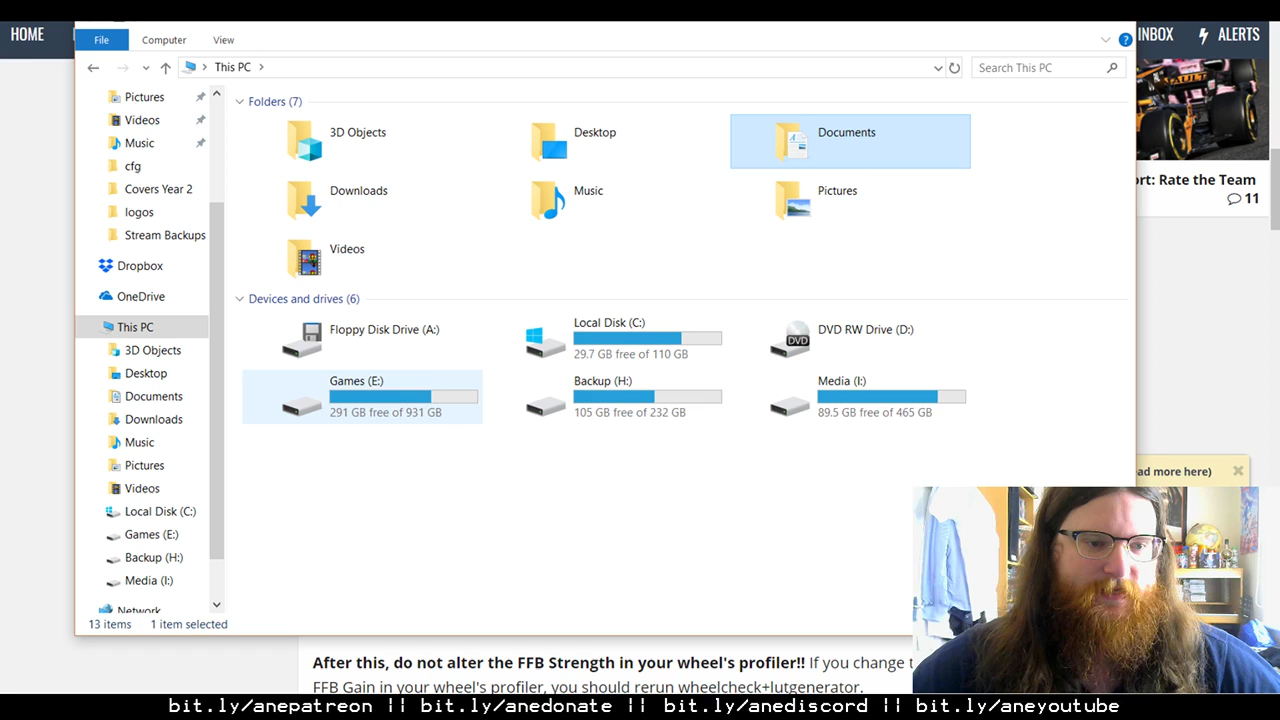 HOME
INBOX
ALERTS
File
Computer
View
This PC
Search This PC
Pictures
Videos
Music
cfg
Covers Year 2
logos
Stream Backups
Dropbox
OneDrive
This PC
3D Objects
Desktop
Documents
Downloads
Music
Pictures
Videos
Local Disk (C:)
Games (E:)
Backup (H:)
Media (I:)
Network
Folders (7)
3D Objects
Desktop
Documents
Downloads
Music
Pictures
Videos
Devices and drives (6)
Floppy Disk Drive (A:)
Local Disk (C:)
29.7 GB free of 110 GB
DVD
DVD RW Drive (D:)
Games (E:)
291 GB free of 931 GB
Backup (H:)
105 GB free of 232 GB
Media (I:)
89.5 GB free of 465 GB
13 items
1 item selected
ort: Rate the Team
11
ad more here)
After this, do not alter the FFB Strength in your wheel's profiler!! If you change t
FFB Gain in your wheel's profiler, you should rerun wheelcheck+lutgenerator.
bit.ly/anepatreon || bit.ly/anedonate || bit.ly/anediscord || bit.ly/aneyoutube